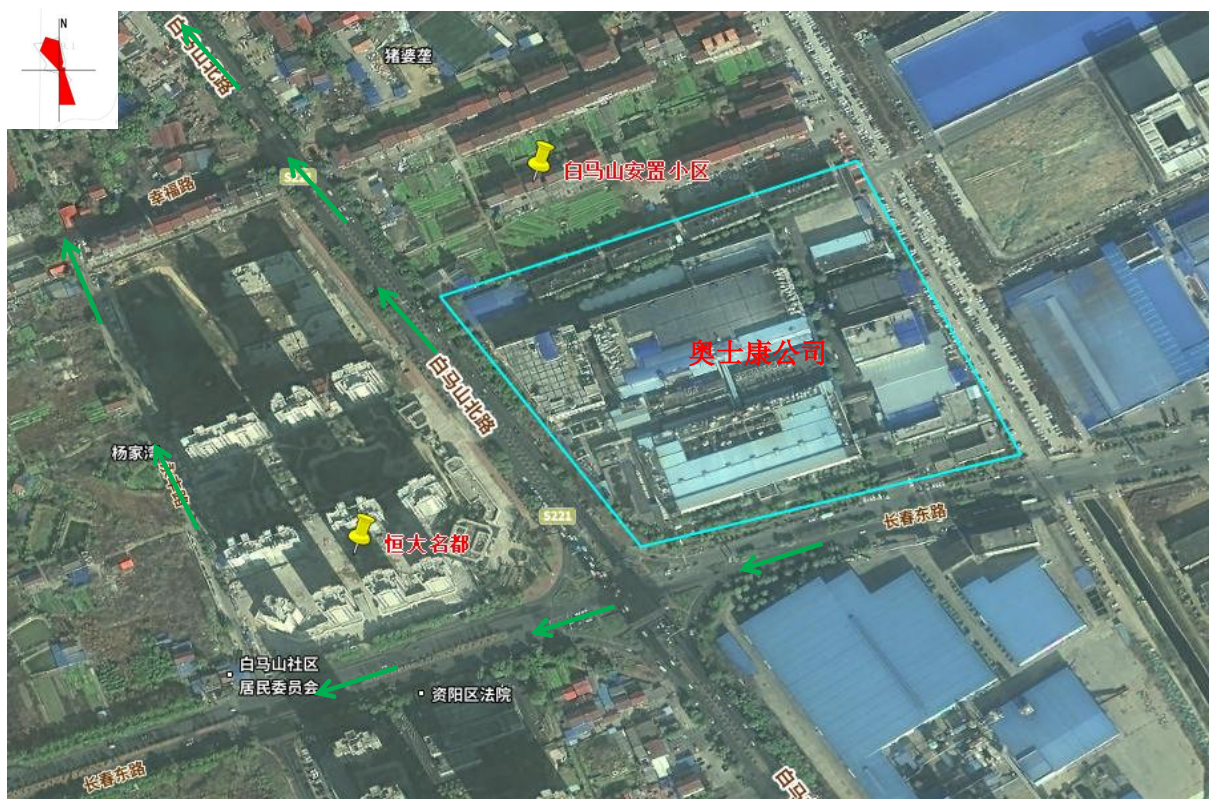 N
白马山北路
猪婆垄
白马山安置小区
幸福路
奥士康公司
白马山北路
杨家
S221
长春东路
恒大名都
白马山社区
居民委员会
资阳区法院
长春东路
白马山